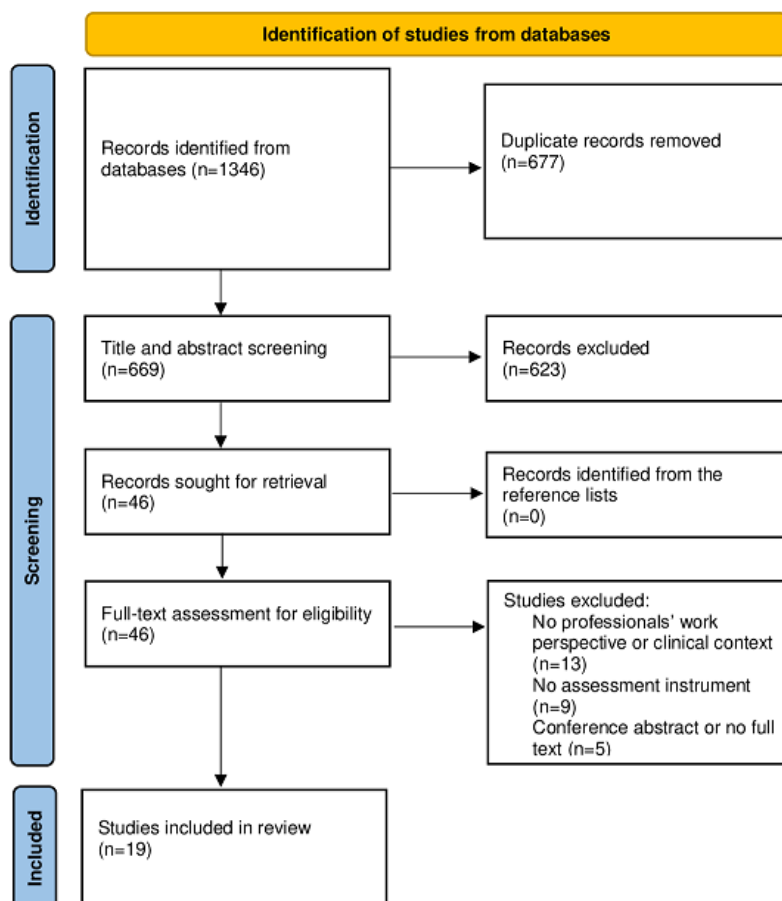 Identification of studies from databases
Identification
Records identified from
databases (n=1346)
Duplicate records removed
(n=677)
Screening
Title and abstract screening
(n=669)
Records excluded
(n=623)
Records sought for retrieval
(n=46)
Records identified from the
reference lists
(n=0)
Full-text assessment for eligibility
(n=46)
Studies excluded:
No professionals' work
perspective or clinical context
(n=13)
No assessment instrument
(n=9)
Conference abstract or no full
text (n=5)
Included
Studies included in review
(n=19)